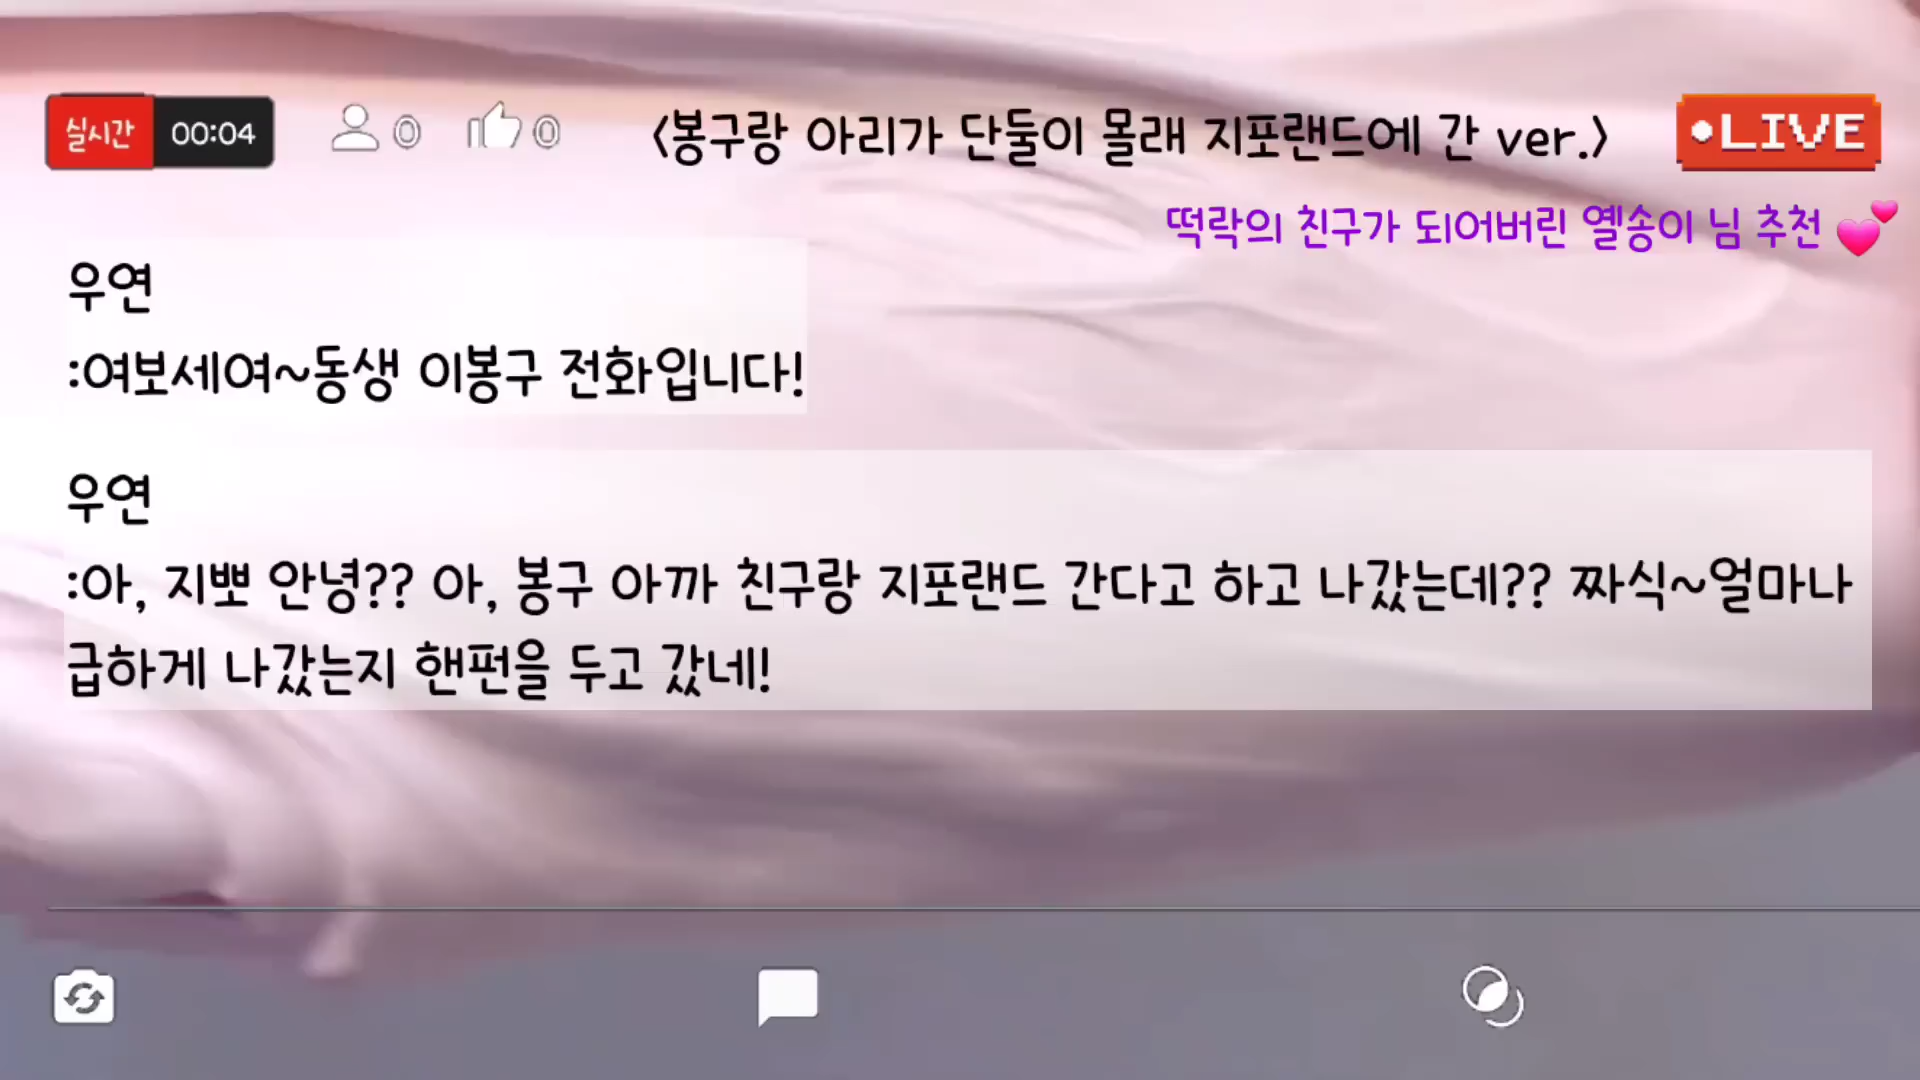 실시간 00:04 0 0 <봉구랑 아리가 단둘이 몰래 지포랜드에 간 ver.> •LIVE
떡락의 친구가 되어버린 옐송이 님 추천 💕
우연
:여보세여~동생 이봉구 전화입니다!
우연
:아, 지뽀 안녕?? 아, 봉구 아까 친구랑 지포랜드 간다고 하고 나갔는데?? 짜식~얼마나
급하게 나갔는지 핸펀을 두고 갔네!